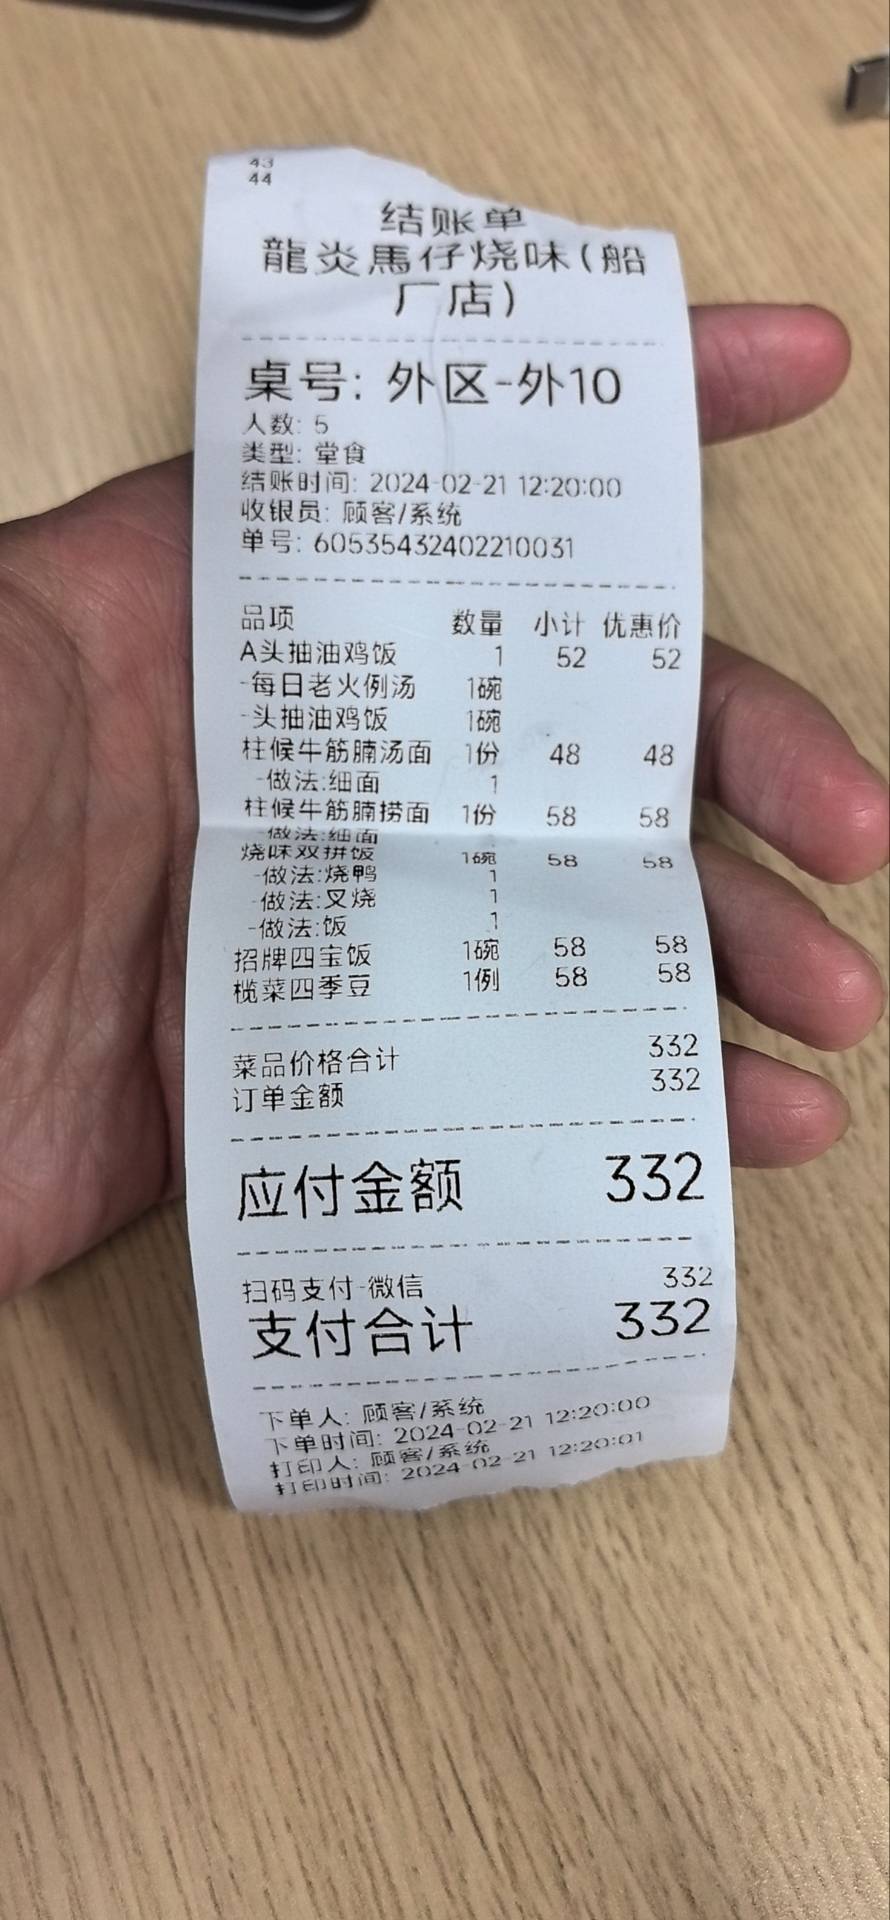 43
44
结账单
龍炎馬仔烧味(船
厂店)
桌号: 外区-外10
人数: 5
类型: 堂食
结账时间: 2024-02-21 12:20:00
收银员: 顾客/系统
单号: 605354432402210031
品项 数量 小计 优惠价
A头抽油鸡饭 1 52 52
-每日老火例汤 1碗
-头抽油鸡饭 1碗
柱候牛筋腩汤面 1份 48 48
-做法:细面 1
柱候牛筋腩捞面 1份 58 58
-做法:细面
烧味双拼饭 1碗 58 58
-做法:烧鸭 1
-做法:叉烧 1
-做法:饭 1
招牌四宝饭 1碗 58 58
榄菜四季豆 1例 58 58
菜品价格合计 332
订单金额 332
应付金额 332
扫码支付-微信 332
支付合计 332
下单人: 顾客/系统
下单时间: 2024-02-21 12:20:00
打印人: 顾客/系统
打印时间: 2024-02-21 12:20:01